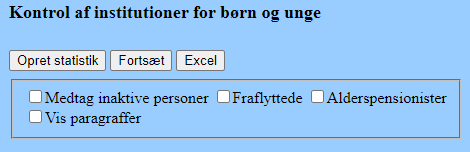 Kontrol af institutioner for børn og unge
Opret statistik Fortsæt Excel
Medtag inaktive personer Fraflyttede Alderspensionister
Vis paragraffer